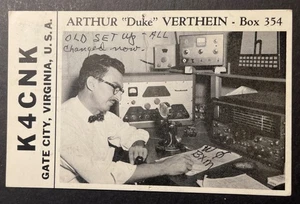 ARTHUR "Duke" VERTHEIN - Box 354
OLD SET UP - ALL
changed now.
K4CNK
GATE CITY, VIRGINIA, U.S.A.